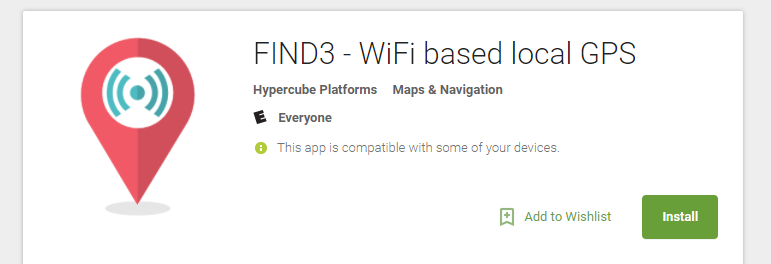 FIND3 - WiFi based local GPS
Hypercube Platforms Maps & Navigation
E Everyone
This app is compatible with some of your devices.
Add to Wishlist Install